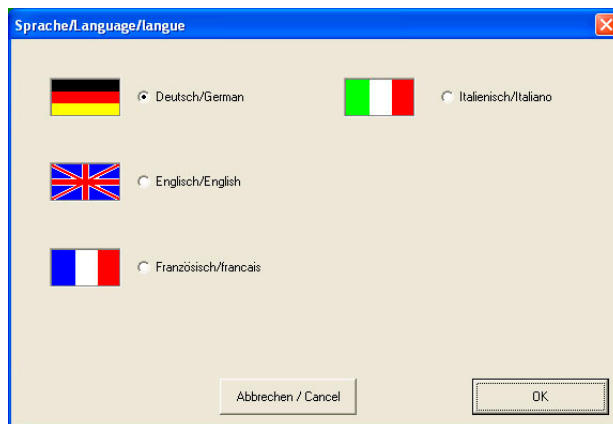 Sprache/Language/langue
Deutsch/German
Italienisch/Italiano
Englisch/English
Französisch/francais
Abbrechen / Cancel
OK